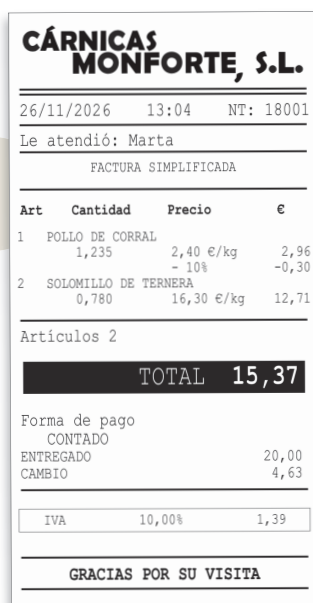 CÁRNICAS
MONFORTE, S.L.
26/11/2026 13:04 NT: 18001
Le atendió: Marta
FACTURA SIMPLIFICADA
Art Cantidad Precio €
1 POLLO DE CORRAL
1,235 2,40 €/kg 2,96
- 10% -0,30
2 SOLOMILLO DE TERNERA
0,780 16,30 €/kg 12,71
Artículos 2
TOTAL 15,37
Forma de pago
CONTADO
ENTREGADO 20,00
CAMBIO 4,63
IVA 10,00% 1,39
GRACIAS POR SU VISITA